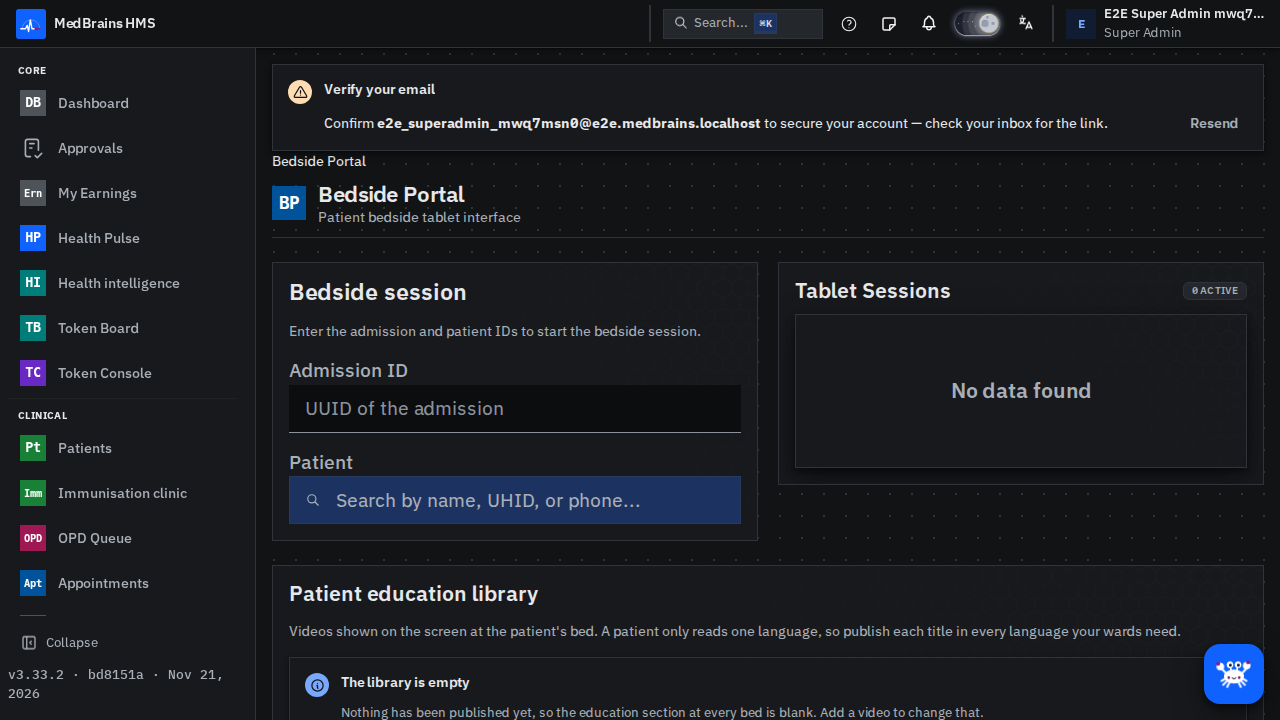 MedBrains HMS
Search...
⌘K
E
E2E Super Admin mwq7...
Super Admin
CORE
DB Dashboard
Approvals
Ern My Earnings
HP Health Pulse
HI Health intelligence
TB Token Board
TC Token Console
CLINICAL
Pt Patients
Imm Immunisation clinic
OPD OPD Queue
Apt Appointments
Collapse
v3.33.2 · bd8151a · Nov 21,
2026
Verify your email
Confirm e2e_superadmin_mwq7msn0@e2e.medbrains.localhost to secure your account — check your inbox for the link.
Resend
Bedside Portal
BP Bedside Portal
Patient bedside tablet interface
Bedside session
Enter the admission and patient IDs to start the bedside session.
Admission ID
UUID of the admission
Patient
Search by name, UHID, or phone...
Tablet Sessions
0 ACTIVE
No data found
Patient education library
Videos shown on the screen at the patient's bed. A patient only reads one language, so publish each title in every language your wards need.
The library is empty
Nothing has been published yet, so the education section at every bed is blank. Add a video to change that.